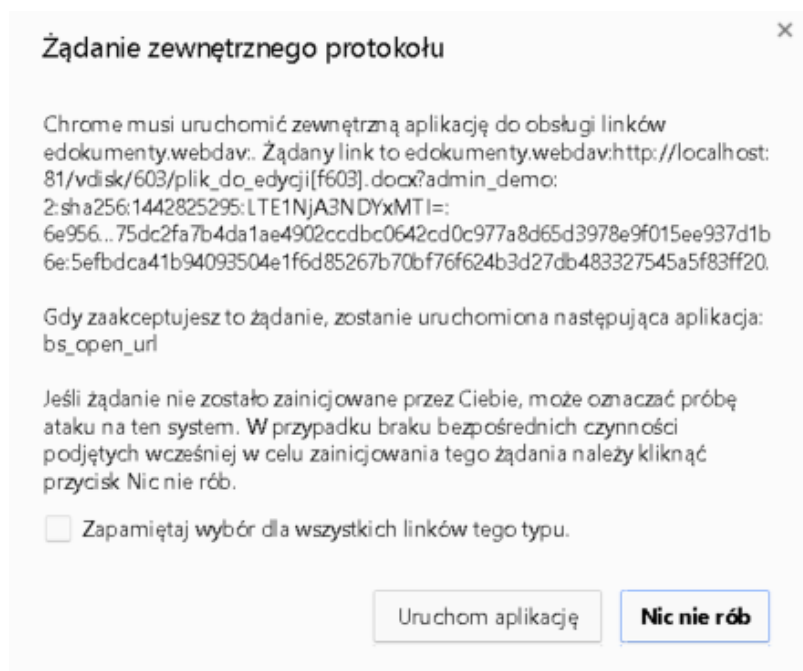 Żądanie zewnętrznego protokołu
Chrome musi uruchomić zewnętrzną aplikację do obsługi linków
edokumenty.webdav:. Żądany link to edokumenty.webdav:http://localhost:
81/vdisk/603/plik_do_edycji[f603].docx?admin_demo:
2:sha256:1442825295:LTE1NjA3NDYxMTI=:
6e956...75dc2fa7b4da1ae4902ccdbc0642cd0c977a8d65d3978e9f015ee937d1b
6e:5efbdca41b94093504e1f6d85267b70bf76f624b3d27db483327545a5f83ff20.
Gdy zaakceptujesz to żądanie, zostanie uruchomiona następująca aplikacja:
bs_open_url
Jeśli żądanie nie zostało zainicjowane przez Ciebie, może oznaczać próbę
ataku na ten system. W przypadku braku bezpośrednich czynności
podjętych wcześniej w celu zainicjowania tego żądania należy kliknąć
przycisk Nic nie rób.
Zapamiętaj wybór dla wszystkich linków tego typu.
Uruchom aplikację
Nic nie rób